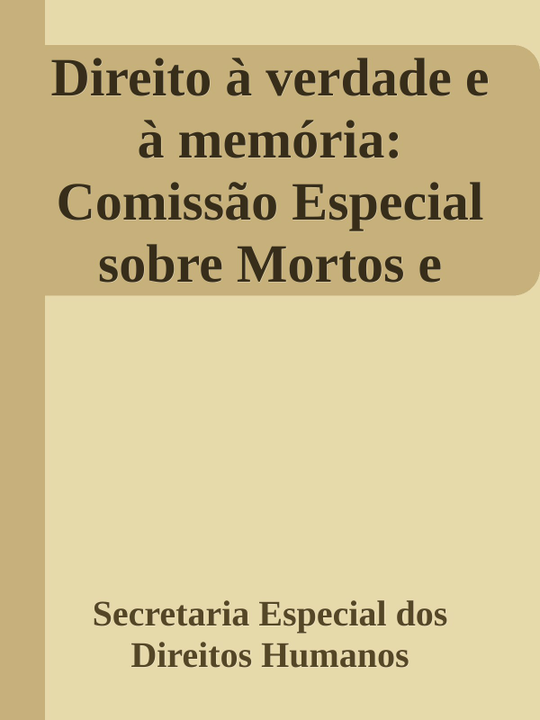 Direito à verdade e
à memória:
Comissão Especial
sobre Mortos e
Secretaria Especial dos
Direitos Humanos